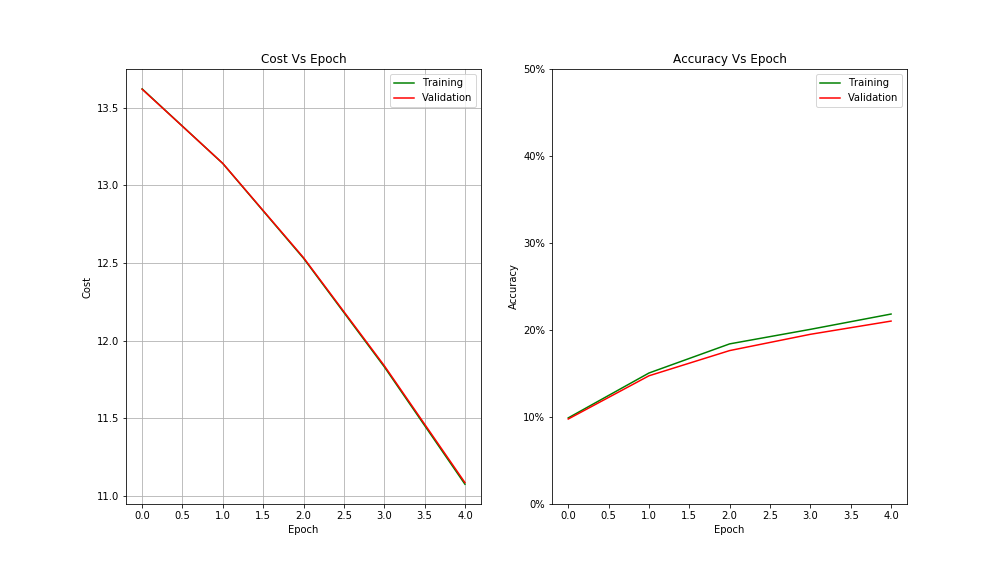 Cost Vs Epoch
Training
Validation
13.5
13.0
12.5
12.0
11.5
11.0
Cost
0.0 0.5 1.0 1.5 2.0 2.5 3.0 3.5 4.0
Epoch
Accuracy Vs Epoch
Training
Validation
50%
40%
30%
20%
10%
0%
Accuracy
0.0 0.5 1.0 1.5 2.0 2.5 3.0 3.5 4.0
Epoch